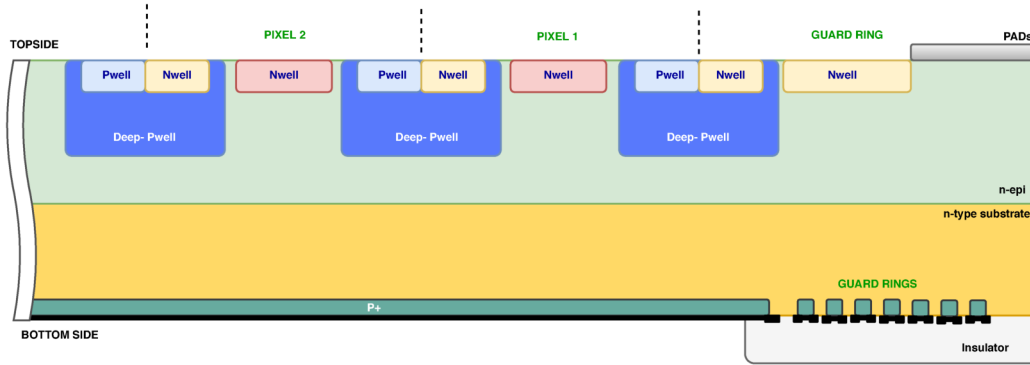 PIXEL 2
PIXEL 1
GUARD RING
PADs
TOPSIDE
Pwell
Nwell
Nwell
Pwell
Nwell
Nwell
Pwell
Nwell
Nwell
Deep- Pwell
Deep- Pwell
Deep- Pwell
n-epi
n-type substrate
GUARD RINGS
P+
BOTTOM SIDE
Insulator